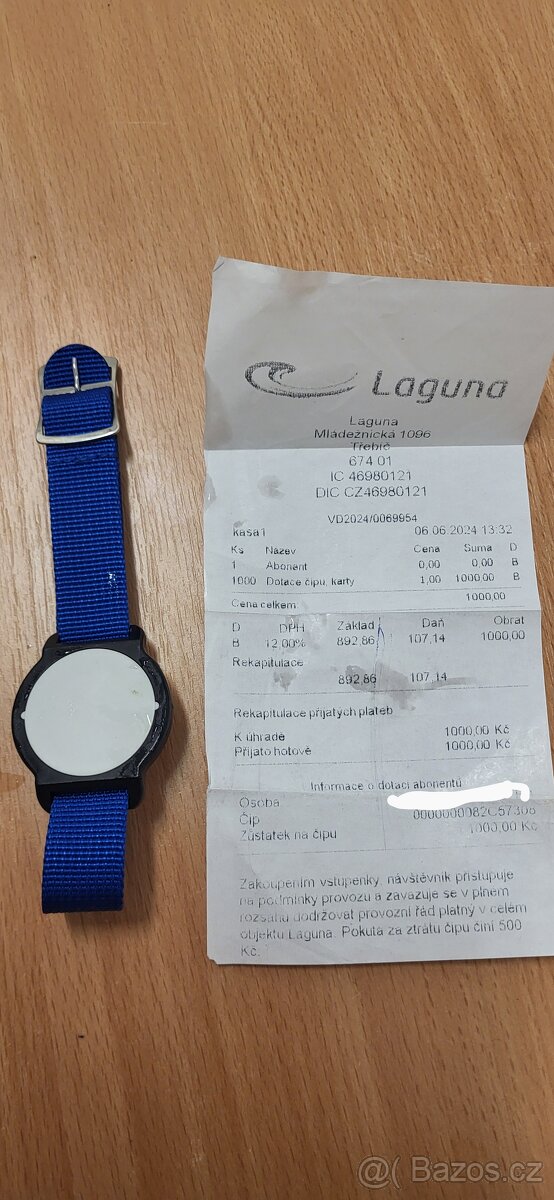 Laguna
Laguna
Mládežnická 1096
Třebíč
674 01
IC 46980121
DIC CZ46980121
VD2024/0069954
kasa1 06.06.2024 13:32
Ks Název Cena Suma D
1 Abonent 0,00 0,00 B
1000 Dotace čipu, karty 1,00 1000,00 B
Cena celkem: 1000,00
D DPH Základ Daň Obrat
B 12,00% 892,86 107,14 1000,00
Rekapitulace
892,86 107,14
Rekapitulace přijatých plateb
K úhradě 1000,00 Kč
Přijato hotově 1000,00 Kč
Informace o dotaci abonentů
Osoba
Čip 0000000082C57308
Zůstatek na čipu 1000,00 Kč
Zakoupením vstupenky, návštěvník přistupuje
na podmínky provozu a zavazuje se v plném
rozsahu dodržovat provozní řád platný v celém
objektu Laguna. Pokuta za ztrátu čipu činí 500
Kč.
@( Bazos.cz